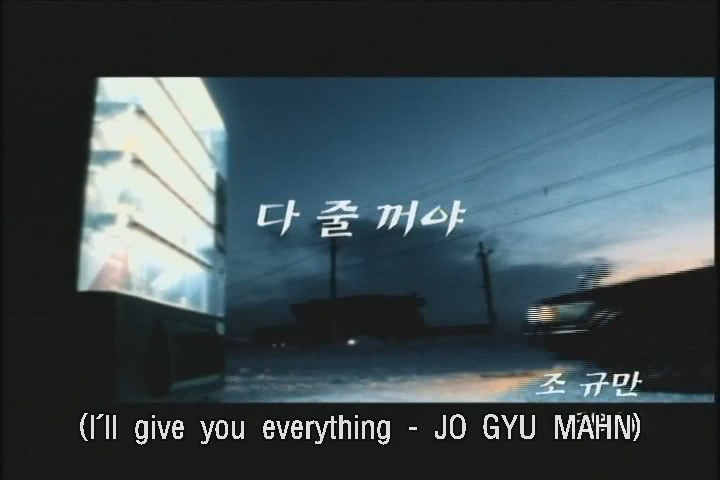 다 줄 꺼야
조 규만
(I'll give you everything - JO GYU MAHN)